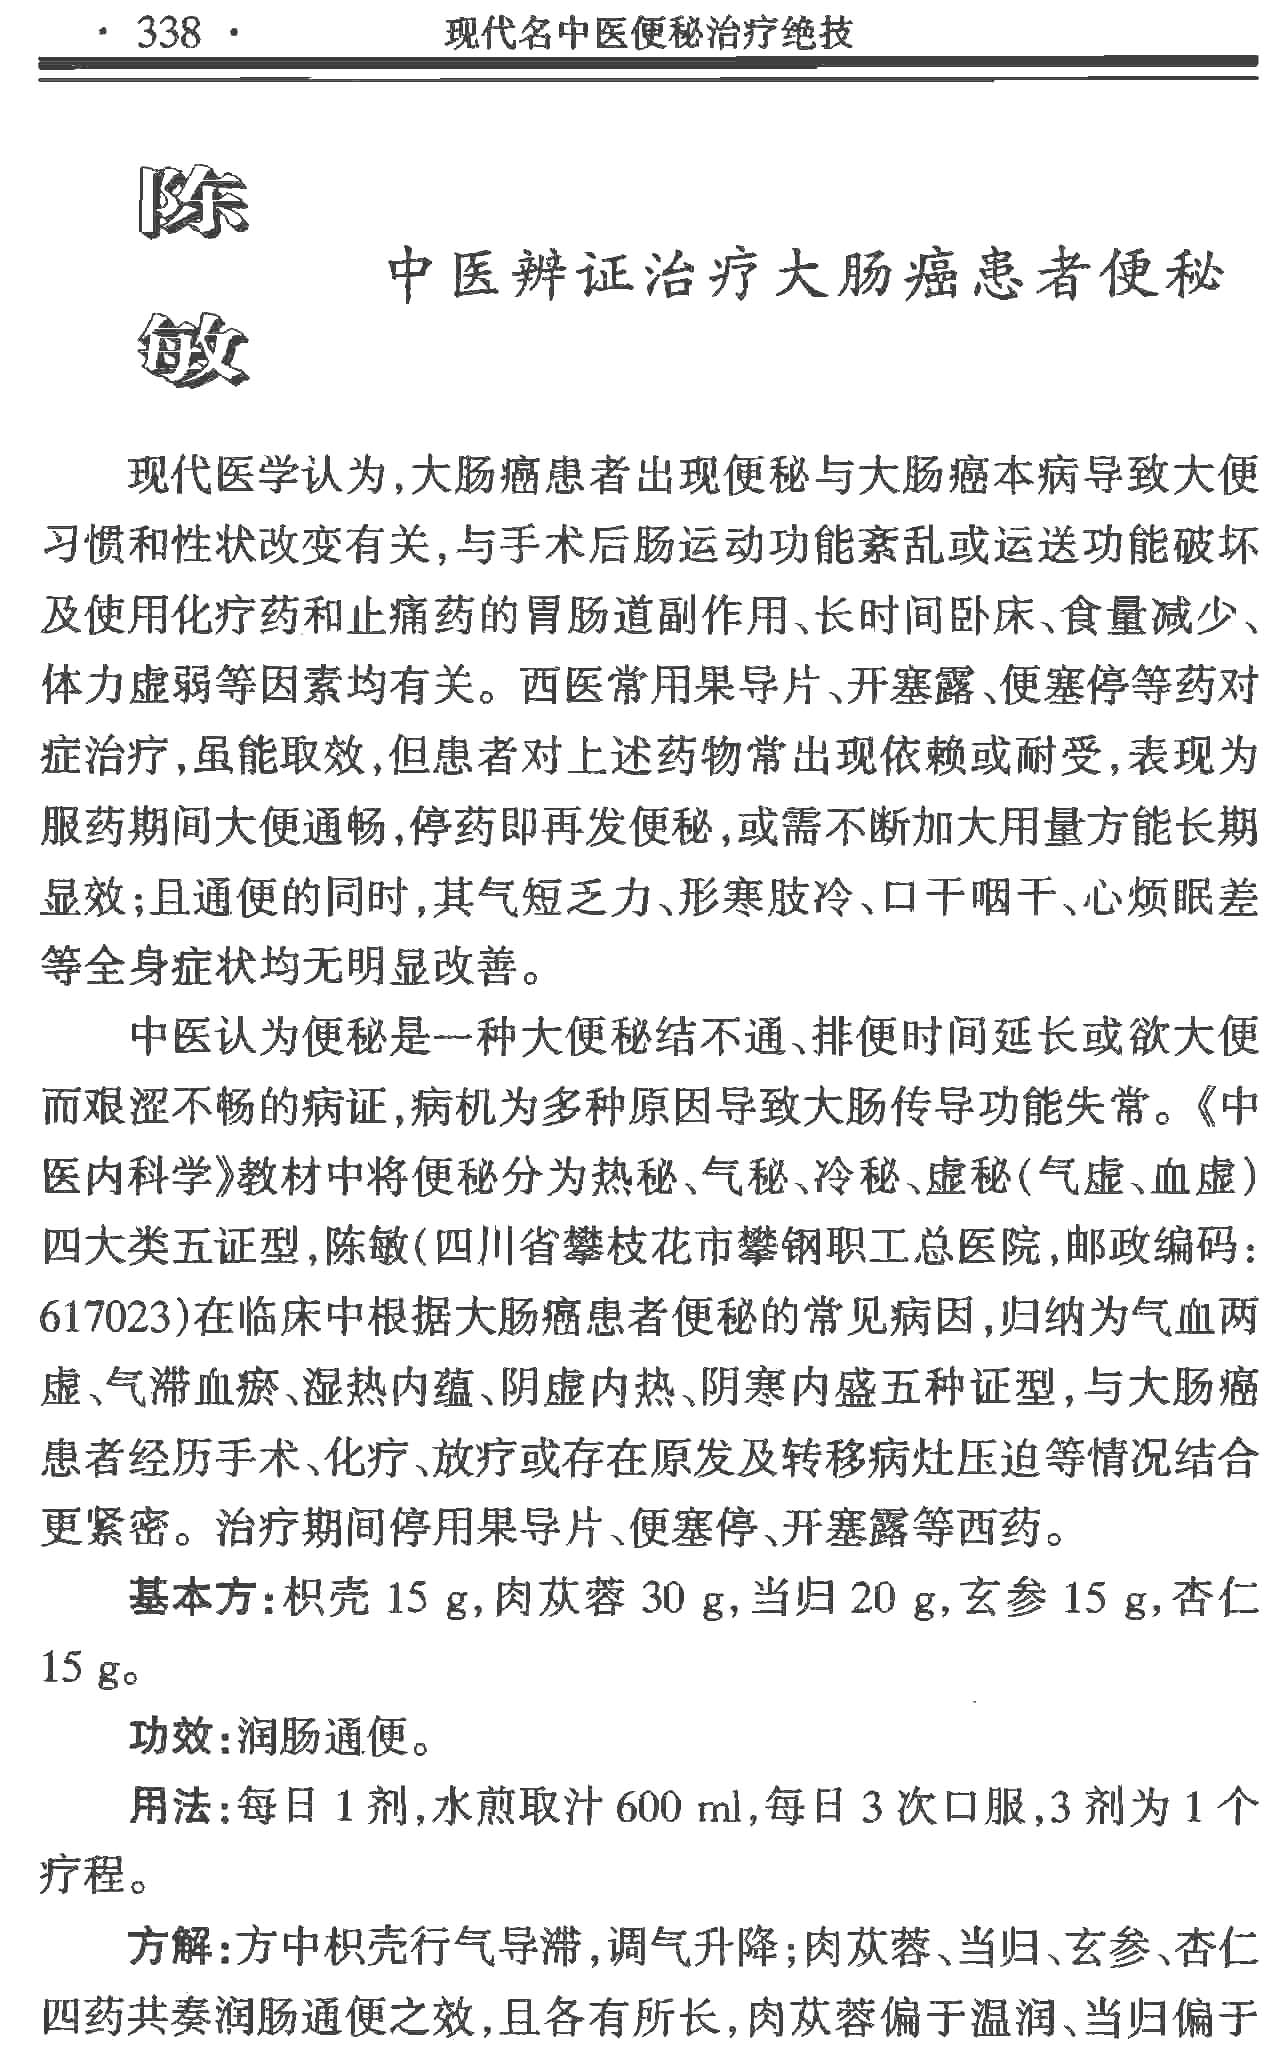 · 338 ·
现代名中医便秘治疗绝技
陈
敏
中医辨证治疗大肠癌患者便秘
现代医学认为,大肠癌患者出现便秘与大肠癌本病导致大便
习惯和性状改变有关,与手术后肠运动功能紊乱或运送功能破坏
及使用化疗药和止痛药的胃肠道副作用、长时间卧床、食量减少、
体力虚弱等因素均有关。西医常用果导片、开塞露、便塞停等药对
症治疗,虽能取效,但患者对上述药物常出现依赖或耐受,表现为
服药期间大便通畅,停药即再发便秘,或需不断加大用量方能长期
显效;且通便的同时,其气短乏力、形寒肢冷、口干咽干、心烦眠差
等全身症状均无明显改善。
中医认为便秘是一种大便秘结不通、排便时间延长或欲大便
而艰涩不畅的病证,病机为多种原因导致大肠传导功能失常。《中
医内科学》教材中将便秘分为热秘、气秘、冷秘、虚秘(气虚、血虚)
四大类五证型,陈敏(四川省攀枝花市攀钢职工总医院,邮政编码:
617023)在临床中根据大肠癌患者便秘的常见病因,归纳为气血两
虚、气滞血瘀、湿热内蕴、阴虚内热、阴寒内盛五种证型,与大肠癌
患者经历手术、化疗、放疗或存在原发及转移病灶压迫等情况结合
更紧密。治疗期间停用果导片、便塞停、开塞露等西药。
基本方:枳壳 15 g,肉苁蓉 30 g,当归 20 g,玄参 15 g,杏仁
15 g。
功效:润肠通便。
用法:每日 1 剂,水煎取汁 600 ml,每日 3 次口服,3 剂为 1 个
疗程。
方解:方中枳壳行气导滞,调气升降;肉苁蓉、当归、玄参、杏仁
四药共奏润肠通便之效,且各有所长,肉苁蓉偏于温润、当归偏于